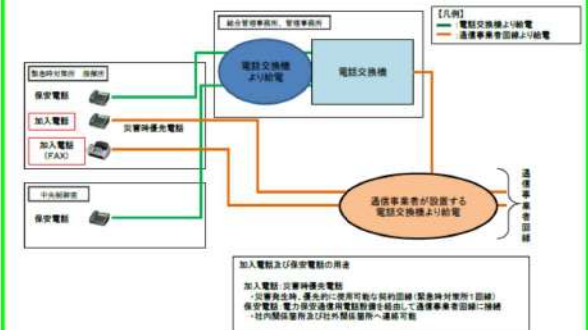 【凡例】
：電話交換機より給電
：通信事業者回線より給電
総合管理事務所、管理事務所
電話交換機
より給電
電話交換機
緊急時対策所 指揮所
保安電話
加入電話
災害時優先電話
加入電話
(FAX)
中央制御室
保安電話
通信事業者が設置する
電話交換機より給電
通信事業者回線
加入電話及び保安電話の用途
加入電話：災害時優先電話
・災害発生時、優先的に使用可能な契約回線(緊急時対策所1回線)
保安電話：電力保安通信用電話設備を経由して通信事業者回線に接続
・社内関係箇所及び社外関係箇所へ連絡可能